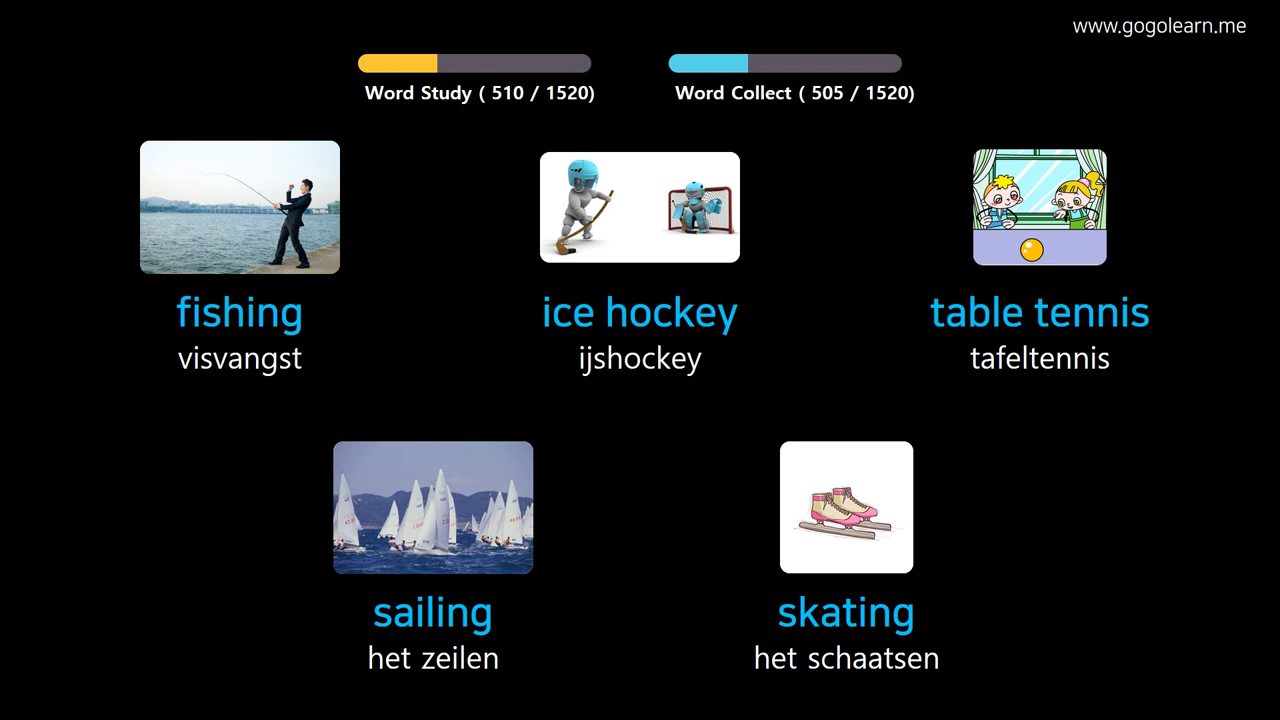 www.gogolearn.me
Word Study ( 510 / 1520)
Word Collect ( 505 / 1520)
fishing
visvangst
ice hockey
ijshockey
table tennis
tafeltennis
sailing
het zeilen
skating
het schaatsen